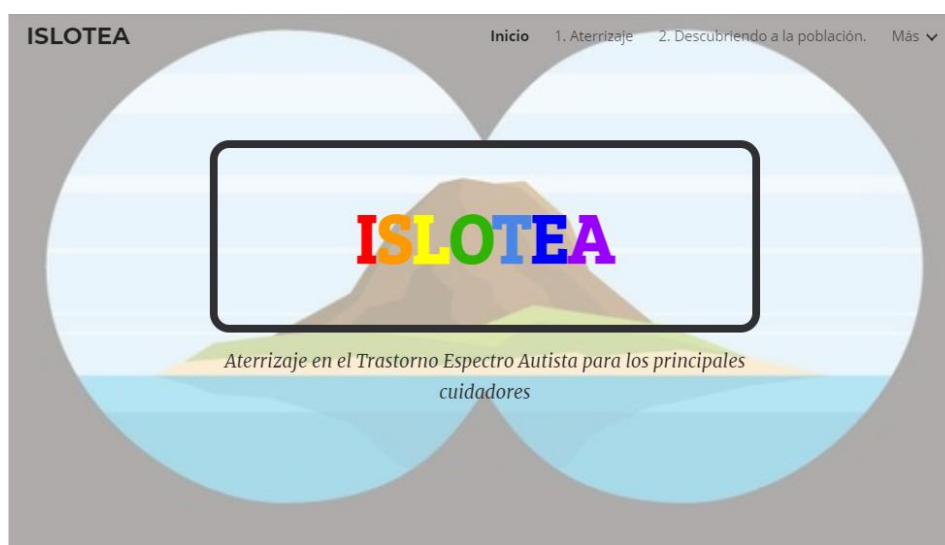 ISLOTEA
Inicio 1. Aterrizaje 2. Descubriendo a la población. Más
ISLOTEA
Aterrizaje en el Trastorno Espectro Autista para los principales
cuidadores